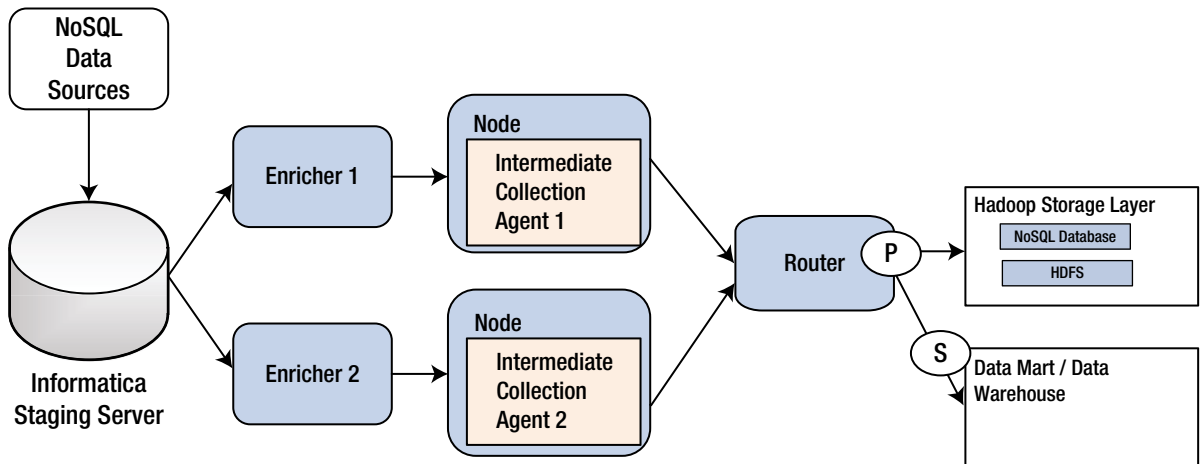 NoSQL
Data
Sources
Informatica
Staging Server
Enricher 1
Node
Intermediate
Collection
Agent 1
Enricher 2
Node
Intermediate
Collection
Agent 2
Router
P
S
Hadoop Storage Layer
NoSQL Database
HDFS
Data Mart / Data
Warehouse